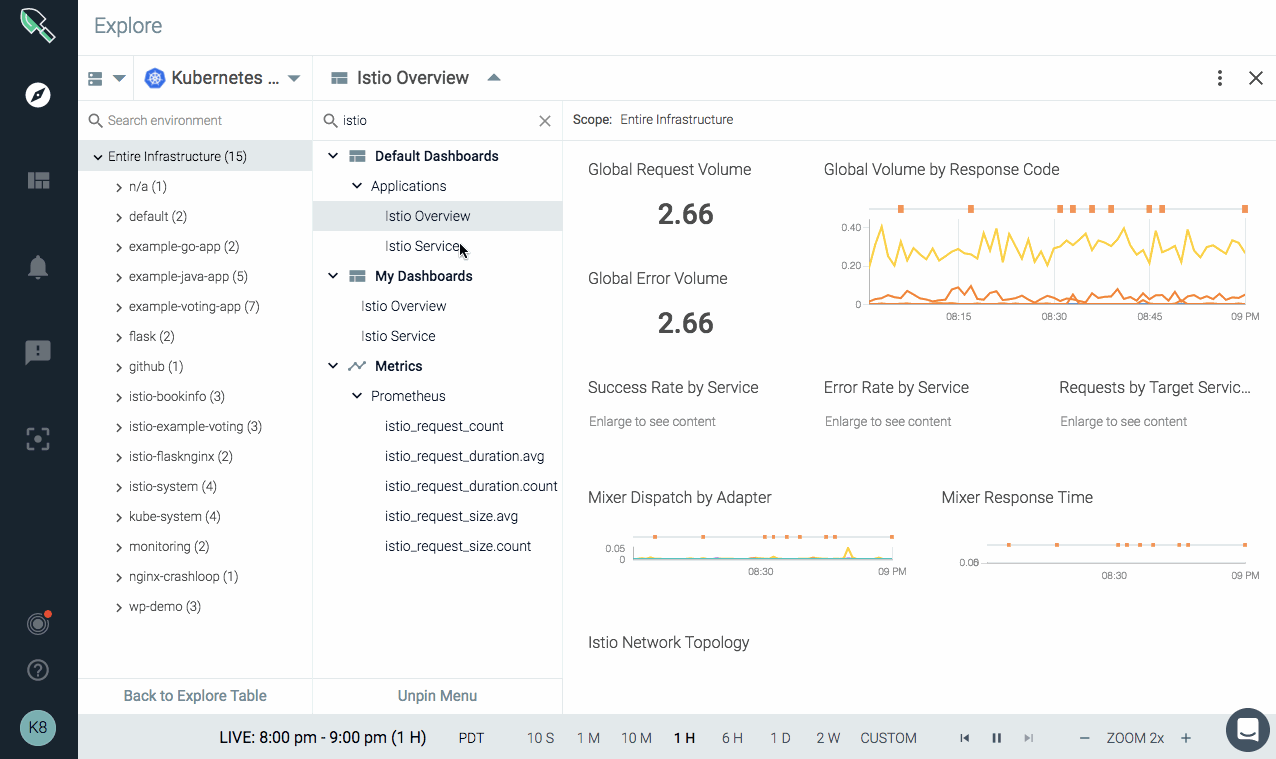 Explore
Kubernetes ...
Istio Overview
Search environment
istio
Scope: Entire Infrastructure
Entire Infrastructure (15)
n/a (1)
default (2)
example-go-app (2)
example-java-app (5)
example-voting-app (7)
flask (2)
github (1)
istio-bookinfo (3)
istio-example-voting (3)
istio-flasknginx (2)
istio-system (4)
kube-system (4)
monitoring (2)
nginx-crashloop (1)
wp-demo (3)
Back to Explore Table
Default Dashboards
Applications
Istio Overview
Istio Service
My Dashboards
Istio Overview
Istio Service
Metrics
Prometheus
istio_request_count
istio_request_duration.avg
istio_request_duration.count
istio_request_size.avg
istio_request_size.count
Unpin Menu
Global Request Volume
2.66
Global Error Volume
2.66
Global Volume by Response Code
0.40
0.20
0
08:15 08:30 08:45 09 PM
Success Rate by Service
Enlarge to see content
Error Rate by Service
Enlarge to see content
Requests by Target Servic...
Enlarge to see content
Mixer Dispatch by Adapter
0.05
0
08:30 09 PM
Mixer Response Time
08:30 09 PM
Istio Network Topology
K8
LIVE: 8:00 pm - 9:00 pm (1 H) PDT 10 S 1 M 10 M 1 H 6 H 1 D 2 W CUSTOM ZOOM 2x